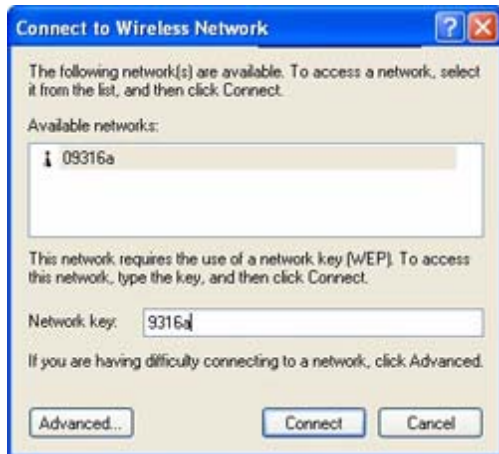 Connect to Wireless Network
The following network(s) are available. To access a network, select
it from the list, and then click Connect.
Available networks:
09316a
This network requires the use of a network key (WEP). To access
this network, type the key, and then click Connect.
Network key: 9316a
If you are having difficulty connecting to a network, click Advanced.
Advanced... Connect Cancel